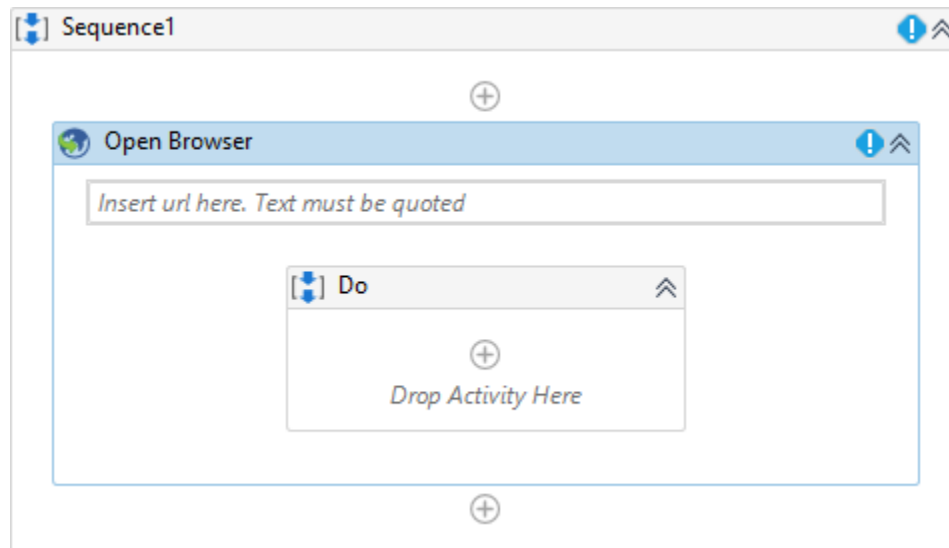 Sequence1
Open Browser
Insert url here. Text must be quoted
Do
Drop Activity Here